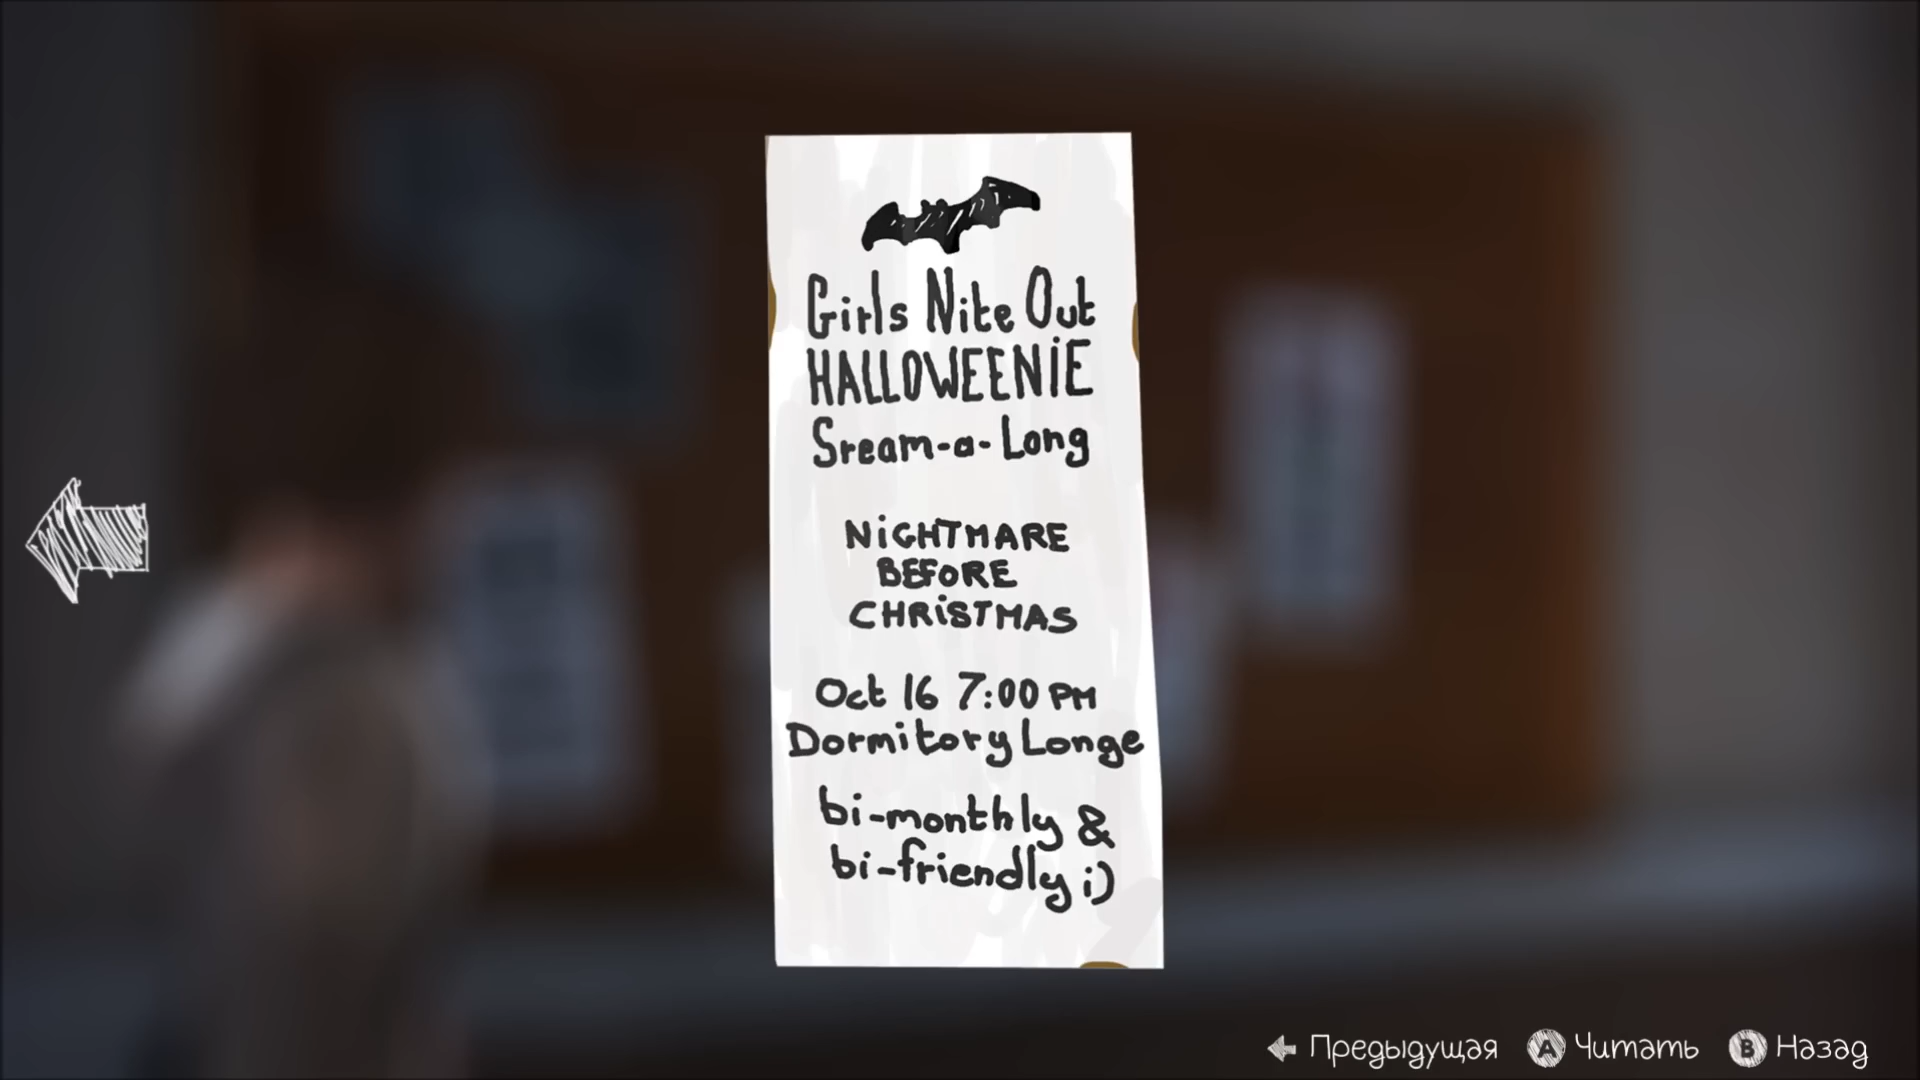 Girls Nite Out
HALLOWEENiE
Sream-a-Long
NiGHTMARE
BEFORE
CHRiSTMAS
Oct 16 7:00 PM
Dormitory Longe
bi-monthly &
bi-friendly ;)
Предыдущая A Читать B Назад